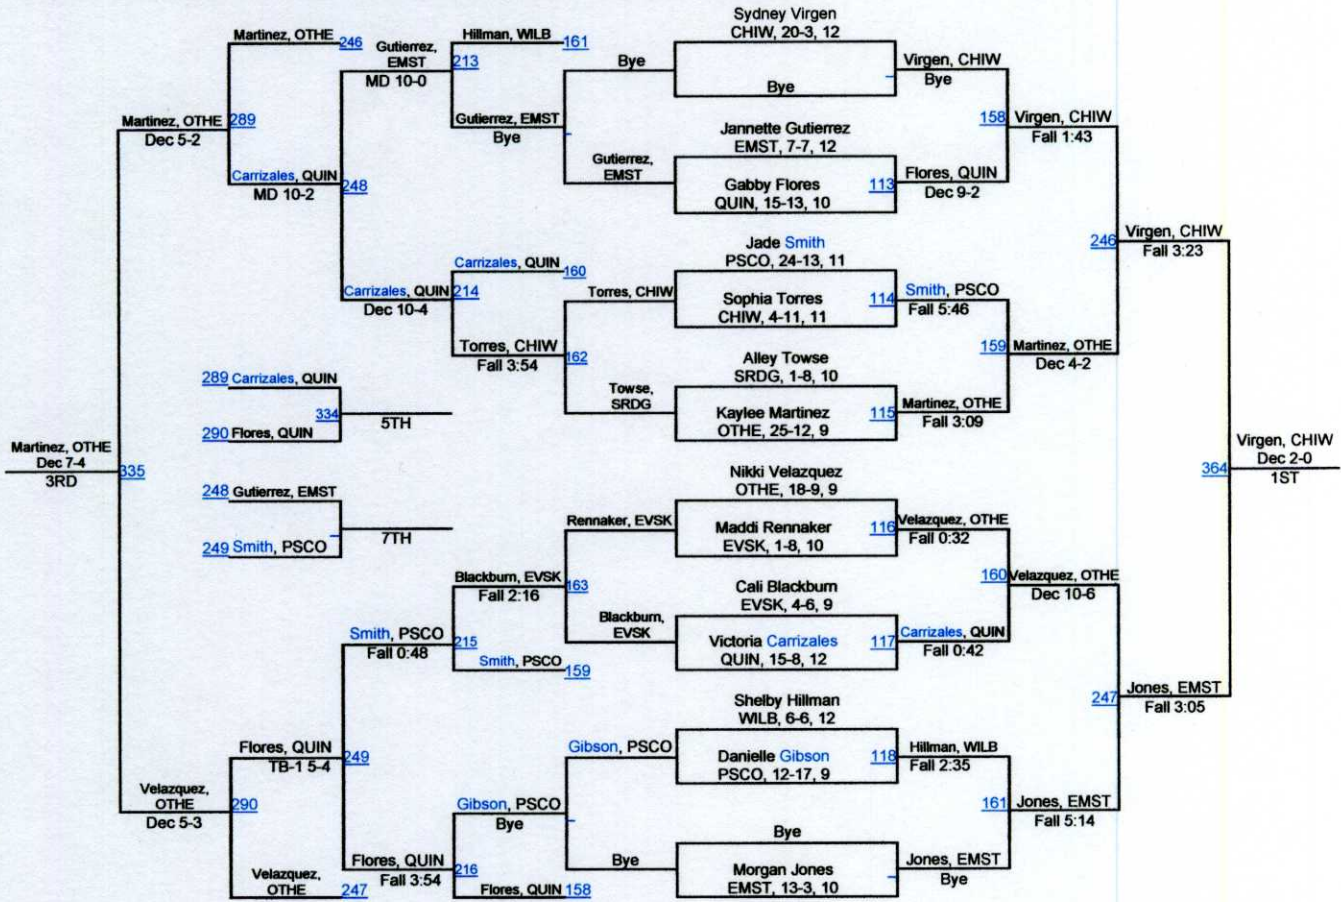 Sydney Virgen
CHIW, 20-3, 12
Bye
Jannette Gutierrez
EMST, 7-7, 12
Gabby Flores
QUIN, 15-13, 10
113
Jade Smith
PSCO, 24-13, 11
Sophia Torres
CHIW, 4-11, 11
114
Alley Towse
SRDG, 1-8, 10
Kaylee Martinez
OTHE, 25-12, 9
115
Nikki Velazquez
OTHE, 18-9, 9
Maddi Rennaker
EVSK, 1-8, 10
116
Cali Blackburn
EVSK, 4-6, 9
Victoria Carrizales
QUIN, 15-8, 12
117
Shelby Hillman
WILB, 6-6, 12
Danielle Gibson
PSCO, 12-17, 9
118
Bye
Morgan Jones
EMST, 13-3, 10
Virgen, CHIW
Bye
158
Flores, QUIN
Dec 9-2
Smith, PSCO
Fall 5:46
159
Martinez, OTHE
Fall 3:09
Velazquez, OTHE
Fall 0:32
160
Carrizales, QUIN
Fall 0:42
Hillman, WILB
Fall 2:35
161
Jones, EMST
Bye
Virgen, CHIW
Fall 1:43
246
Martinez, OTHE
Dec 4-2
Velazquez, OTHE
Dec 10-6
247
Jones, EMST
Fall 5:14
Virgen, CHIW
Fall 3:23
364
Jones, EMST
Fall 3:05
Virgen, CHIW
Dec 2-0
1ST
Bye
Gutierrez,
EMST
Torres, CHIW
162
Towse,
SRDG
Rennaker, EVSK
163
Blackburn,
EVSK
Gibson, PSCO
Bye
Hillman, WILB
161
213
Gutierrez, EMST
Bye
Carrizales, QUIN
160
214
Torres, CHIW
Fall 3:54
Blackburn, EVSK
Fall 2:16
215
Smith, PSCO
159
Gibson, PSCO
Bye
216
Flores, QUIN
158
Gutierrez,
EMST
MD 10-0
248
Carrizales, QUIN
Dec 10-4
Smith, PSCO
Fall 0:48
249
Flores, QUIN
Fall 3:54
Martinez, OTHE
246
289
Carrizales, QUIN
MD 10-2
Flores, QUIN
TB-1 5-4
290
Velazquez,
OTHE
247
Martinez, OTHE
Dec 5-2
335
Velazquez,
OTHE
Dec 5-3
Martinez, OTHE
Dec 7-4
3RD
289 Carrizales, QUIN
334
5TH
290 Flores, QUIN
248 Gutierrez, EMST
7TH
249 Smith, PSCO